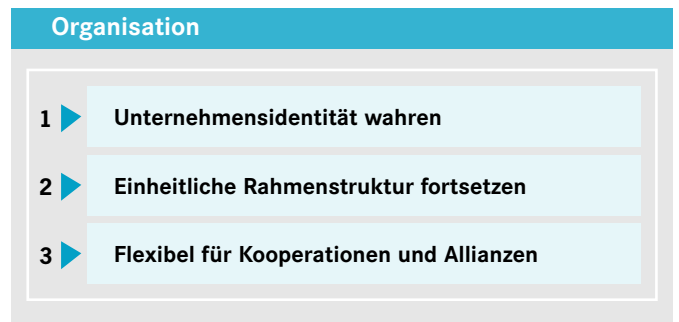 Organisation
1 Unternehmensidentität wahren
2 Einheitliche Rahmenstruktur fortsetzen
3 Flexibel für Kooperationen und Allianzen